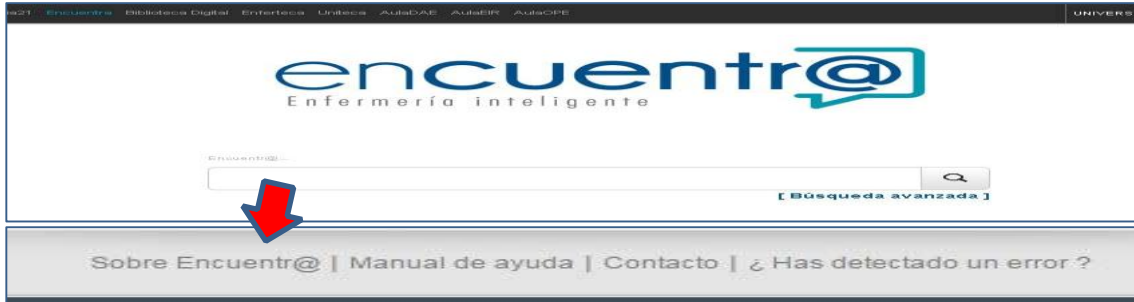 Encuentra Biblioteca Digital Enferteca Uniteca AulaDAE AulaEIR AulaOPE UNIVERS
encuentr@
Enfermería inteligente
Encuentr@...
[ Búsqueda avanzada ]
Sobre Encuentr@ | Manual de ayuda | Contacto | ¿ Has detectado un error ?